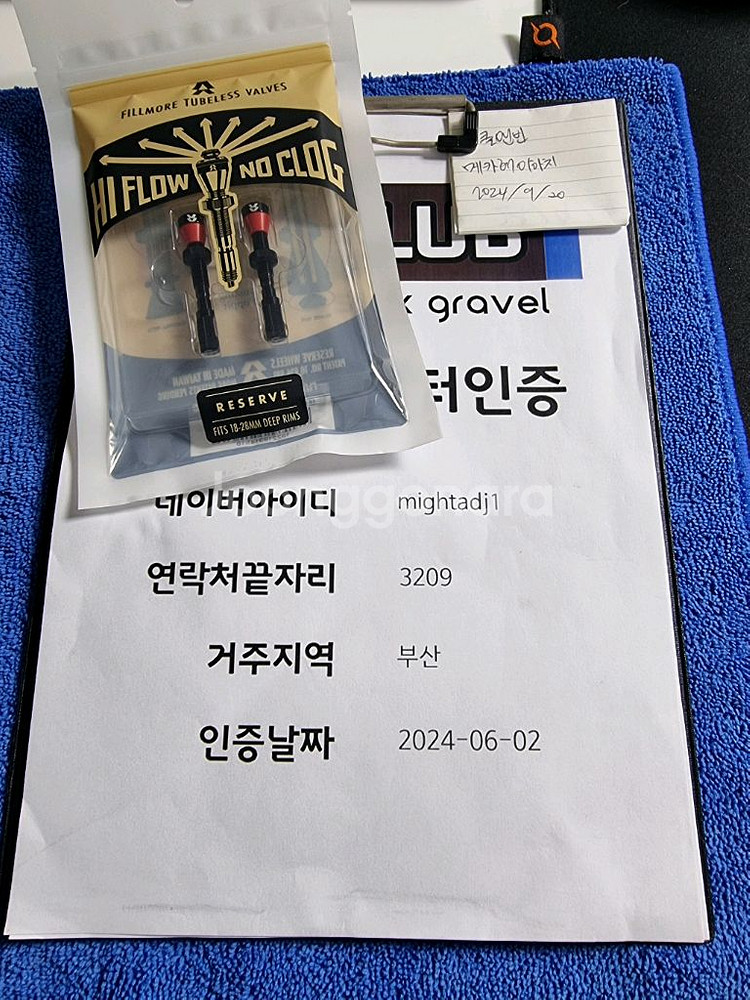 FILLMORE TUBELESS VALVES
HI FLOW NO CLOG
RESERVE WHEELS
MADE IN TAIWAN
RESERVE
FITS 18-28MM DEEP RIMS
2024/9/20
LUB
x gravel
터인증
네이버아이디 mightadj1
연락처끝자리 3209
거주지역 부산
인증날짜 2024-06-02